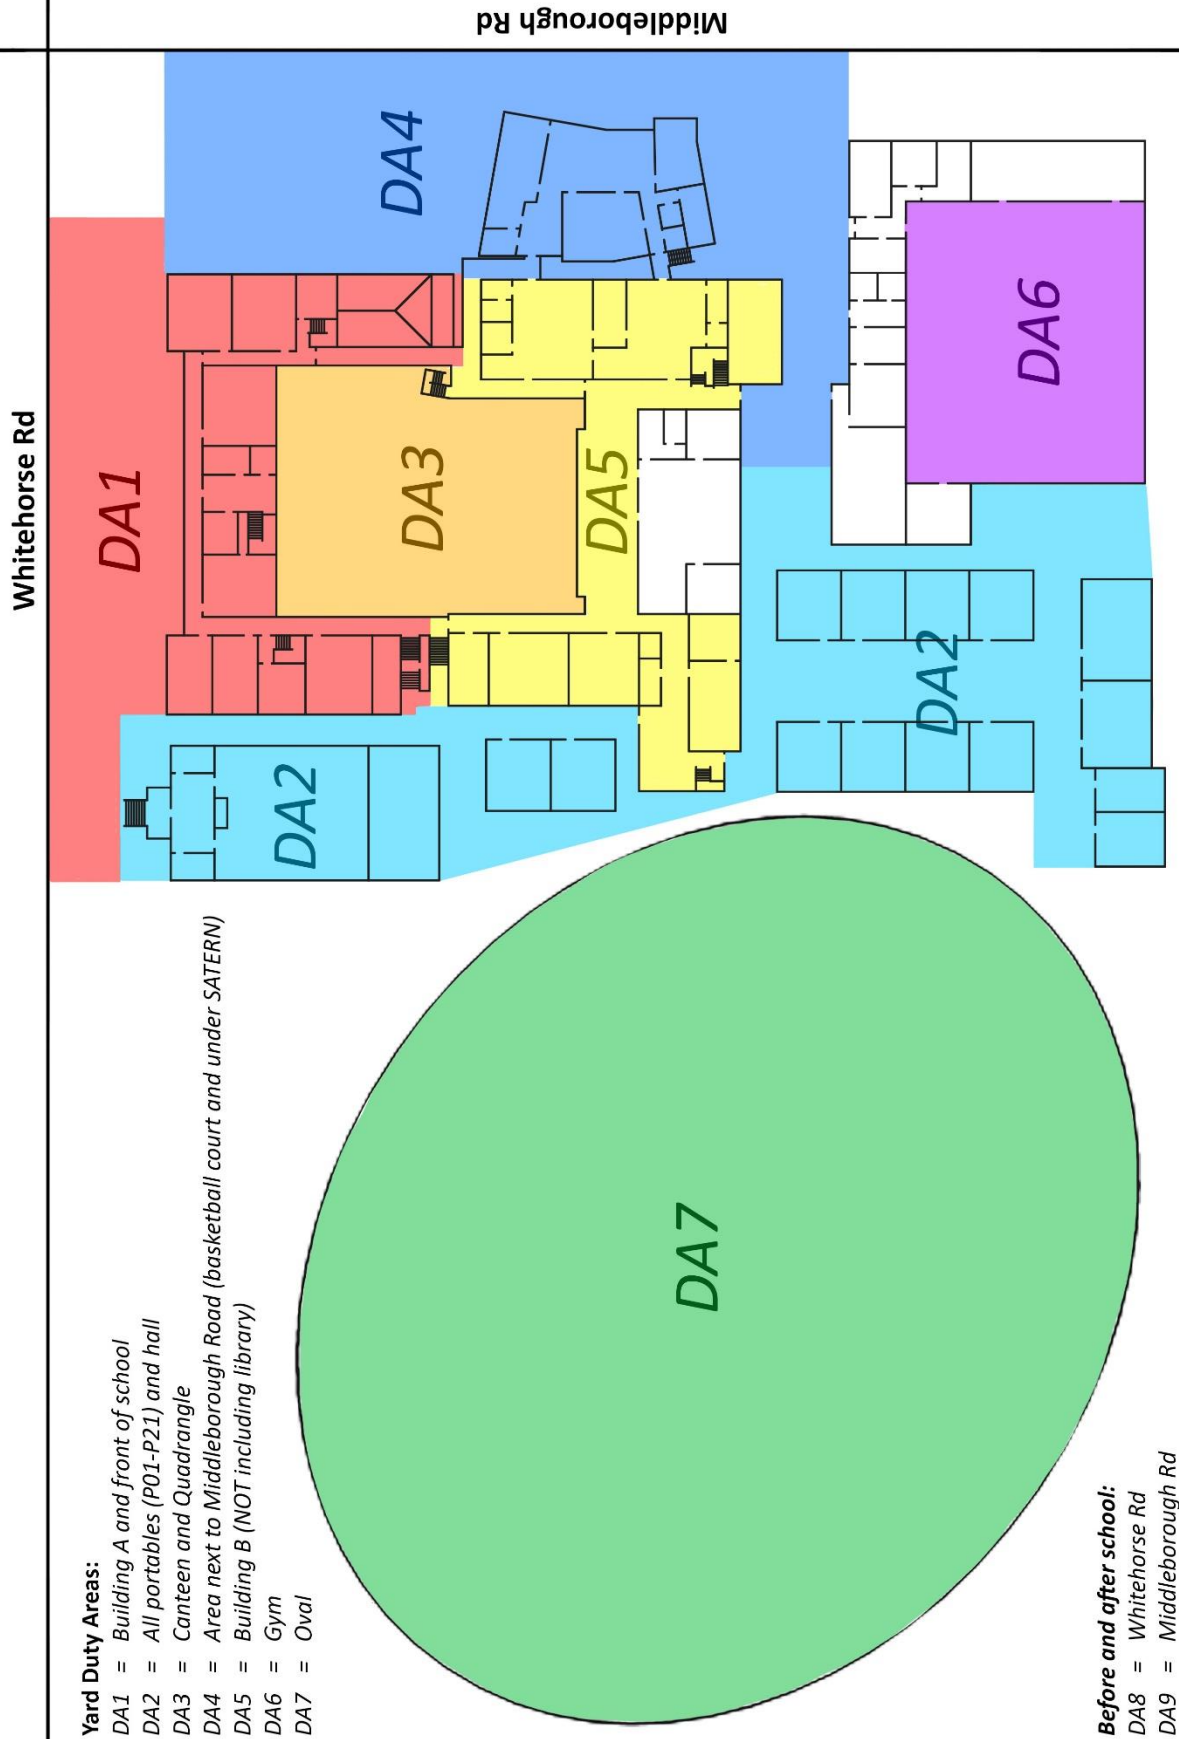 Whitehorse Rd
Middleborough Rd
DA1
DA2
DA3
DA4
DA5
DA2
DA6
DA7
Yard Duty Areas:
DA1 = Building A and front of school
DA2 = All portables (P01-P21) and hall
DA3 = Canteen and Quadrangle
DA4 = Area next to Middleborough Road (basketball court and under SATERN)
DA5 = Building B (NOT including library)
DA6 = Gym
DA7 = Oval
Before and after school:
DA8 = Whitehorse Rd
DA9 = Middleborough Rd